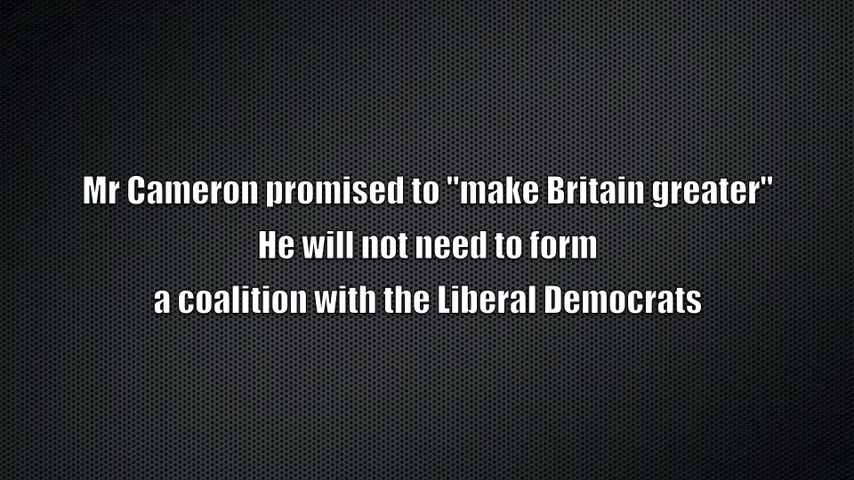 Mr Cameron promised to "make Britain greater"
He will not need to form
a coalition with the Liberal Democrats